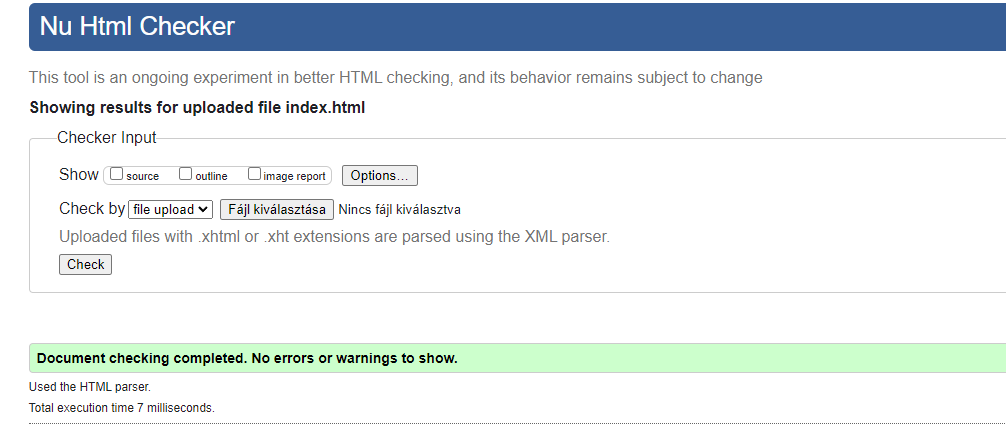 Nu Html Checker
This tool is an ongoing experiment in better HTML checking, and its behavior remains subject to change
Showing results for uploaded file index.html
Checker Input
Show source outline image report Options...
Check by file upload Fájl kiválasztása Nincs fájl kiválasztva
Uploaded files with .xhtml or .xht extensions are parsed using the XML parser.
Check
Document checking completed. No errors or warnings to show.
Used the HTML parser.
Total execution time 7 milliseconds.